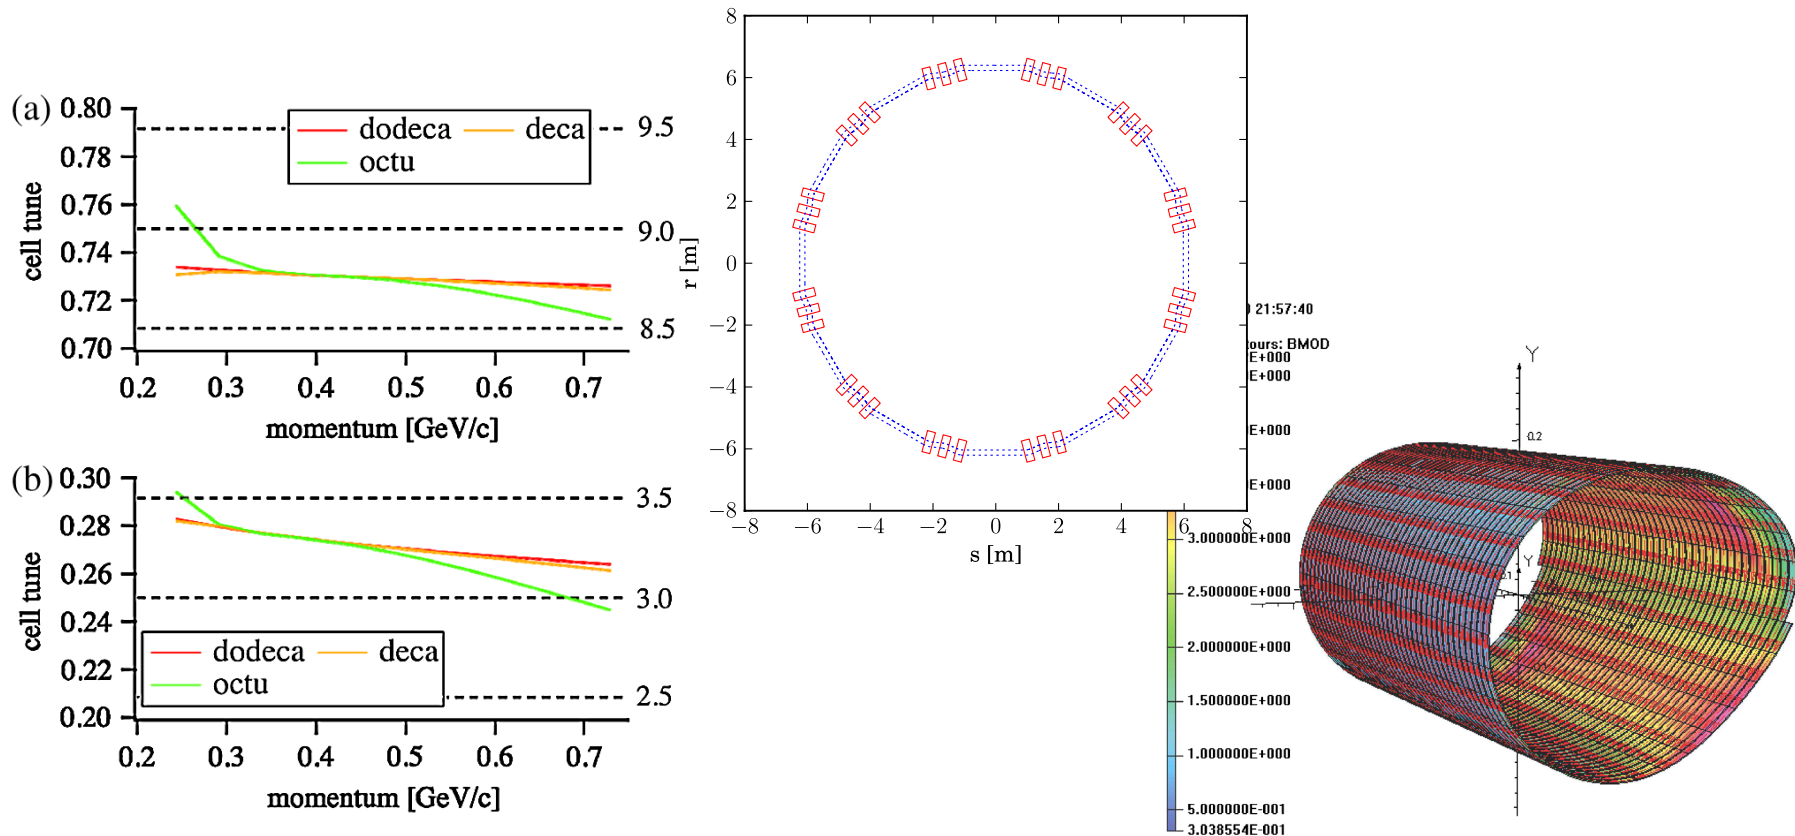 (a)
0.80
0.78
0.76
0.74
0.72
0.70
cell tune
dodeca deca
octu
9.5
9.0
8.5
0.2 0.3 0.4 0.5 0.6 0.7
momentum [GeV/c]
(b)
0.30
0.28
0.26
0.24
0.22
0.20
cell tune
3.5
3.0
2.5
dodeca deca
octu
0.2 0.3 0.4 0.5 0.6 0.7
momentum [GeV/c]
8
6
4
2
0
−2
−4
−6
−8
r [m]
−8 −6 −4 −2 0 2 4 6 8
s [m]
21:57:40
tours: BMOD
E+000
E+000
E+000
E+000
3.000000E+000
2.500000E+000
2.000000E+000
1.500000E+000
1.000000E+000
5.000000E-001
3.038554E-001
Y
0.2
Y
0.1